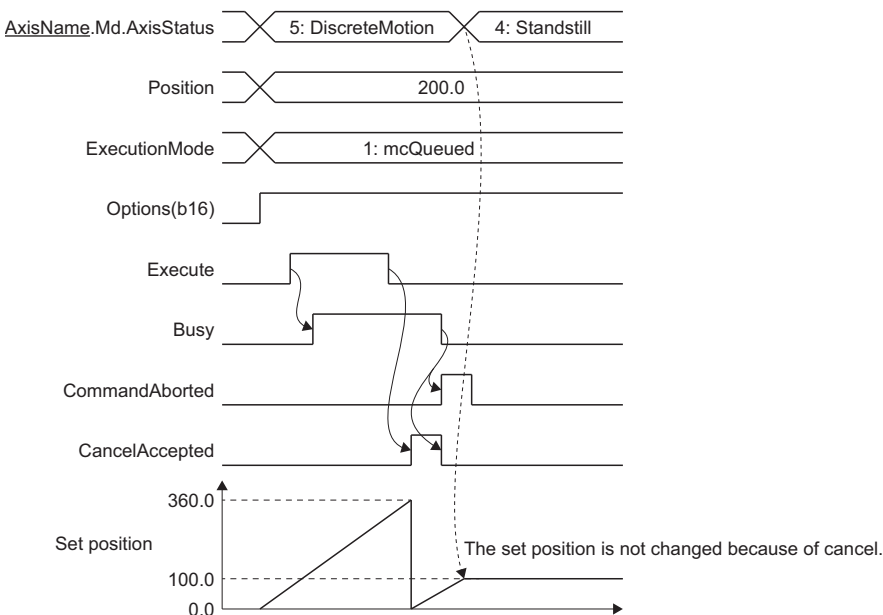 AxisName.Md.AxisStatus 5: DiscreteMotion 4: Standstill
Position 200.0
ExecutionMode 1: mcQueued
Options(b16)
Execute
Busy
CommandAborted
CancelAccepted
360.0
Set position The set position is not changed because of cancel.
100.0
0.0